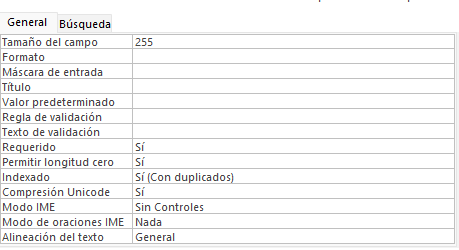 General Búsqueda
Tamaño del campo 255
Formato
Máscara de entrada
Título
Valor predeterminado
Regla de validación
Texto de validación
Requerido Sí
Permitir longitud cero Sí
Indexado Sí (Con duplicados)
Compresión Unicode Sí
Modo IME Sin Controles
Modo de oraciones IME Nada
Alineación del texto General